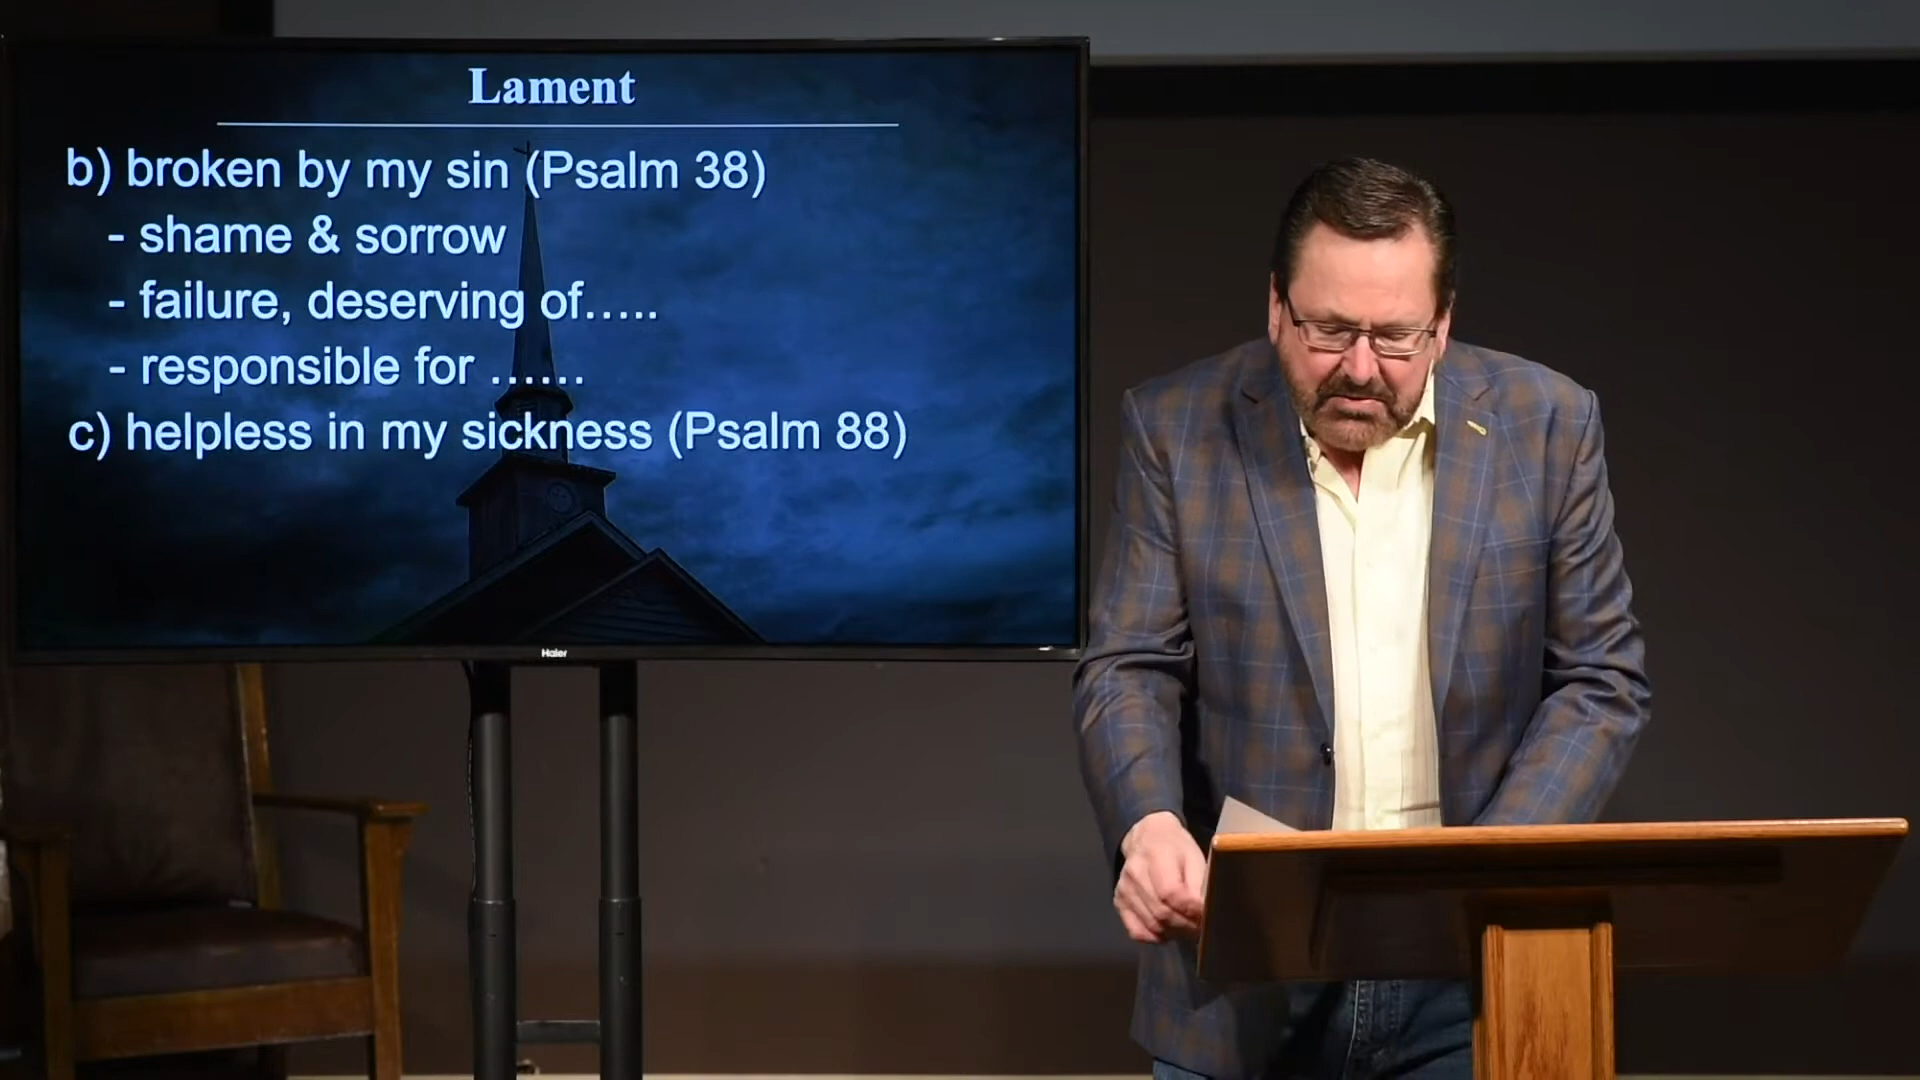 Lament
b) broken by my sin (Psalm 38)
- shame & sorrow
- failure, deserving of.....
- responsible for ......
c) helpless in my sickness (Psalm 88)
Haier